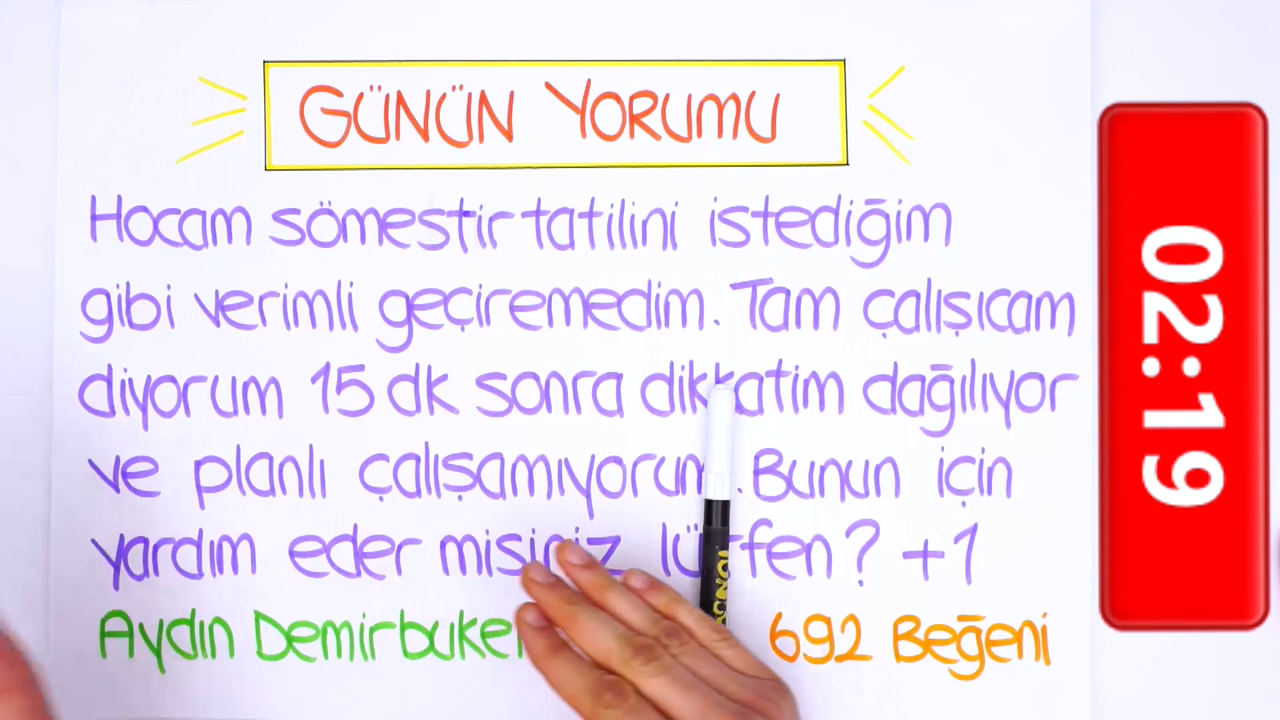 GÜNÜN YORUMU
Hocam sömestir tatilini istediğim
gibi verimli geçiremedim. Tam çalışıcam
diyorum 15 dk sonra dikkatim dağılıyor
ve planlı çalışamıyorum. Bunun için
yardım eder misiniz lütfen? +1
Aydın 692 Beğeni
02:19